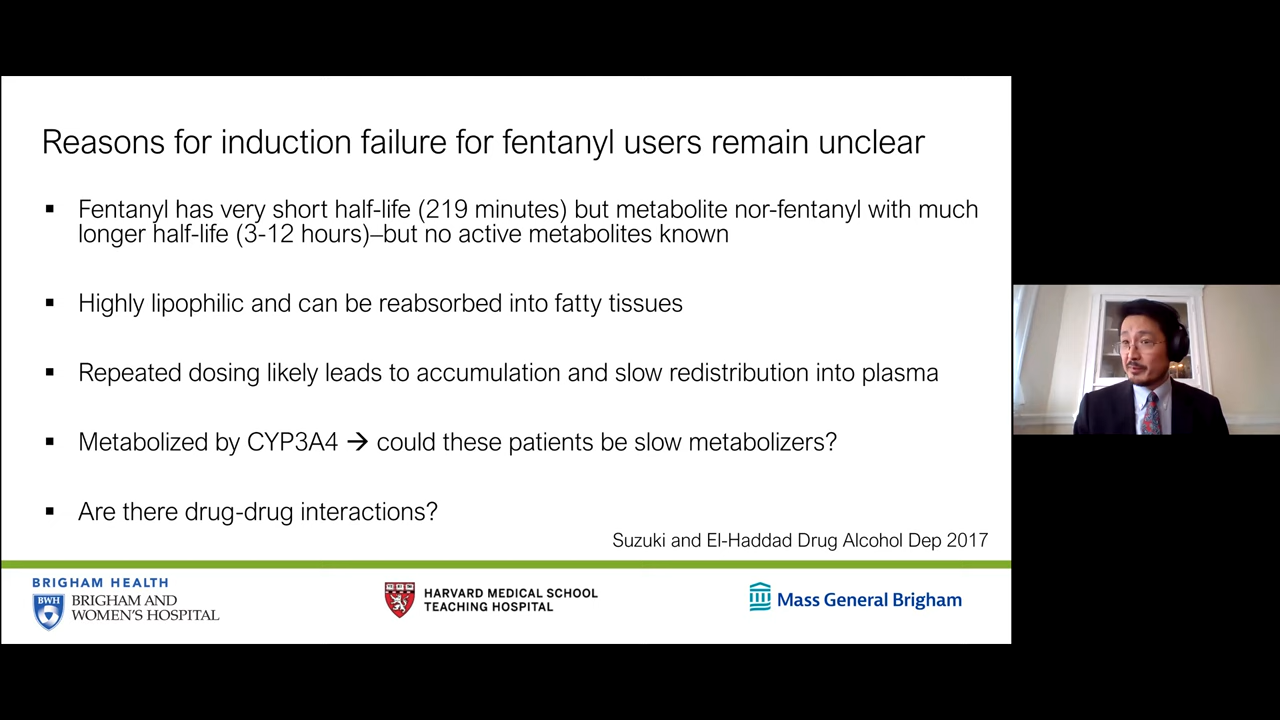 Reasons for induction failure for fentanyl users remain unclear
▪ Fentanyl has very short half-life (219 minutes) but metabolite nor-fentanyl with much
longer half-life (3-12 hours)–but no active metabolites known
▪ Highly lipophilic and can be reabsorbed into fatty tissues
▪ Repeated dosing likely leads to accumulation and slow redistribution into plasma
▪ Metabolized by CYP3A4 → could these patients be slow metabolizers?
▪ Are there drug-drug interactions?
Suzuki and El-Haddad Drug Alcohol Dep 2017
BRIGHAM HEALTH
BWH
BRIGHAM AND
WOMEN'S HOSPITAL
HARVARD MEDICAL SCHOOL
TEACHING HOSPITAL
Mass General Brigham